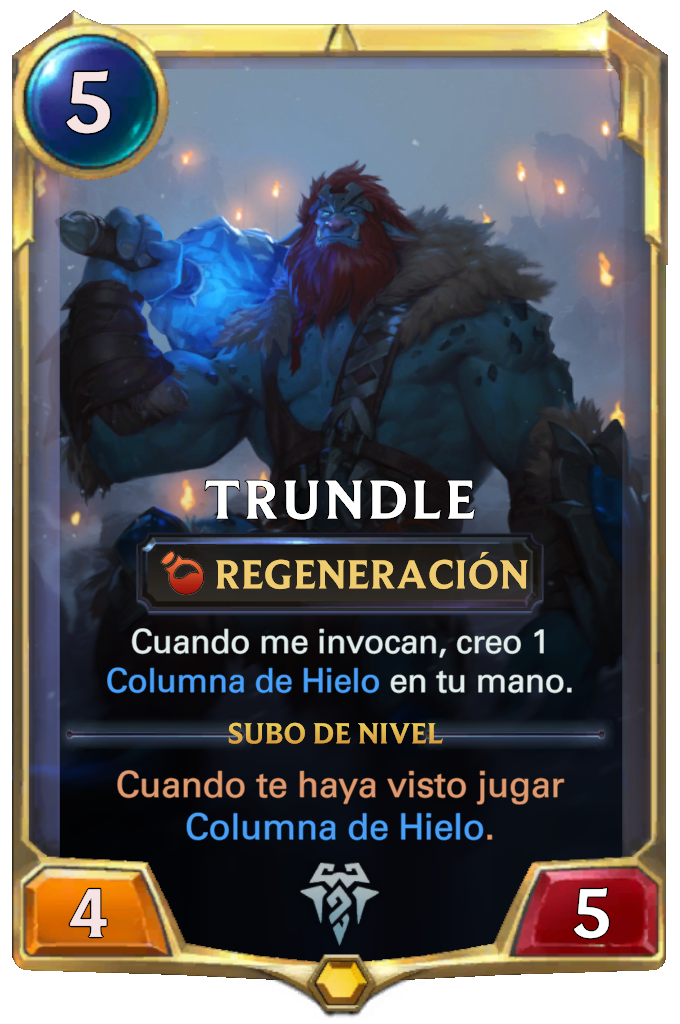 5
TRUNDLE
REGENERACIÓN
Cuando me invocan, creo 1
Columna de Hielo en tu mano.
SUBO DE NIVEL
Cuando te haya visto jugar
Columna de Hielo.
4
5